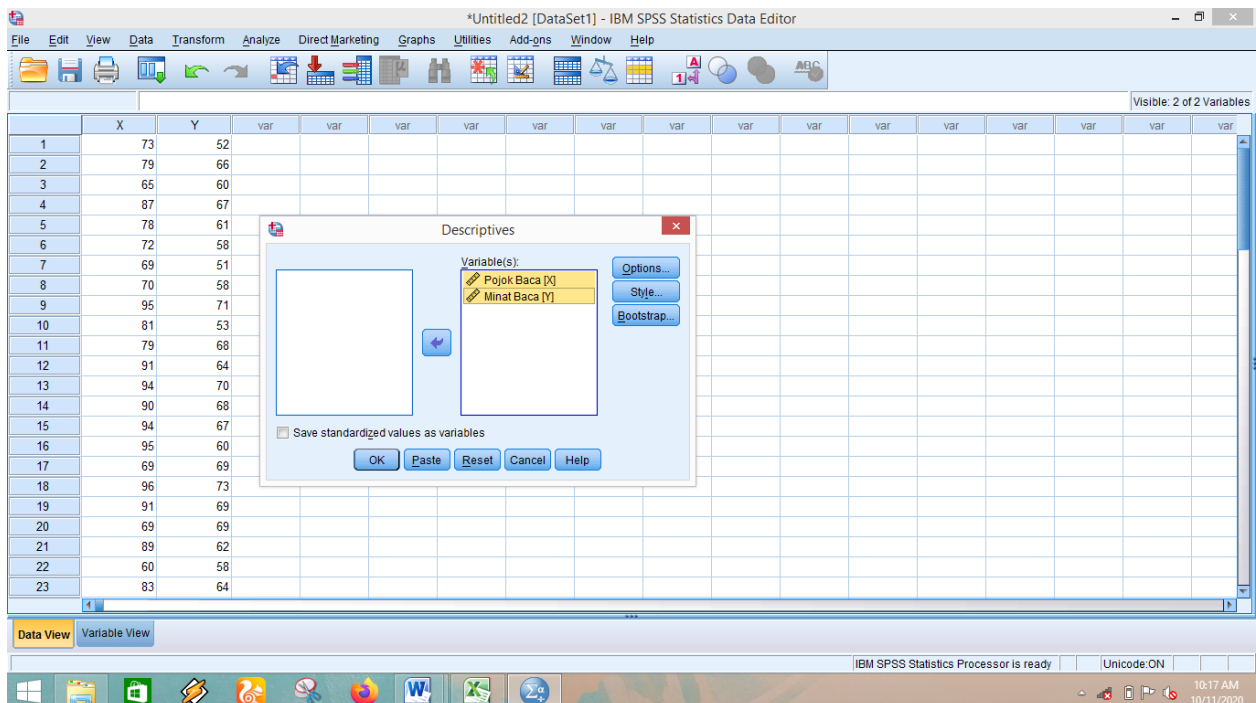 *Untitled2 [DataSet1] - IBM SPSS Statistics Data Editor
File Edit View Data Transform Analyze Direct Marketing Graphs Utilities Add-ons Window Help
Visible: 2 of 2 Variables
X Y var var var var var var var var var var var var var var var
1 73 52
2 79 66
3 65 60
4 87 67
5 78 61
6 72 58
7 69 51
8 70 58
9 95 71
10 81 53
11 79 68
12 91 64
13 94 70
14 90 68
15 94 67
16 95 60
17 69 69
18 96 73
19 91 69
20 69 69
21 89 62
22 60 58
23 83 64
Descriptives
Variable(s):
Pojok Baca [X]
Minat Baca [Y]
Options...
Style...
Bootstrap...
Save standardized values as variables
OK Paste Reset Cancel Help
Data View Variable View
IBM SPSS Statistics Processor is ready Unicode:ON
10:17 AM
10/11/2020